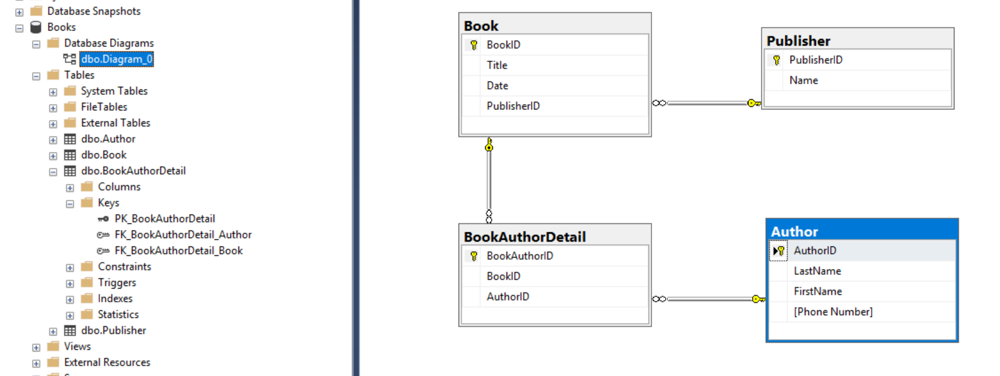 Database Snapshots
Books
Database Diagrams
dbo.Diagram_0
Tables
System Tables
FileTables
External Tables
dbo.Author
dbo.Book
dbo.BookAuthorDetail
Columns
Keys
PK_BookAuthorDetail
FK_BookAuthorDetail_Author
FK_BookAuthorDetail_Book
Constraints
Triggers
Indexes
Statistics
dbo.Publisher
Views
External Resources
Book
BookID
Title
Date
PublisherID
Publisher
PublisherID
Name
BookAuthorDetail
BookAuthorID
BookID
AuthorID
Author
AuthorID
LastName
FirstName
[Phone Number]